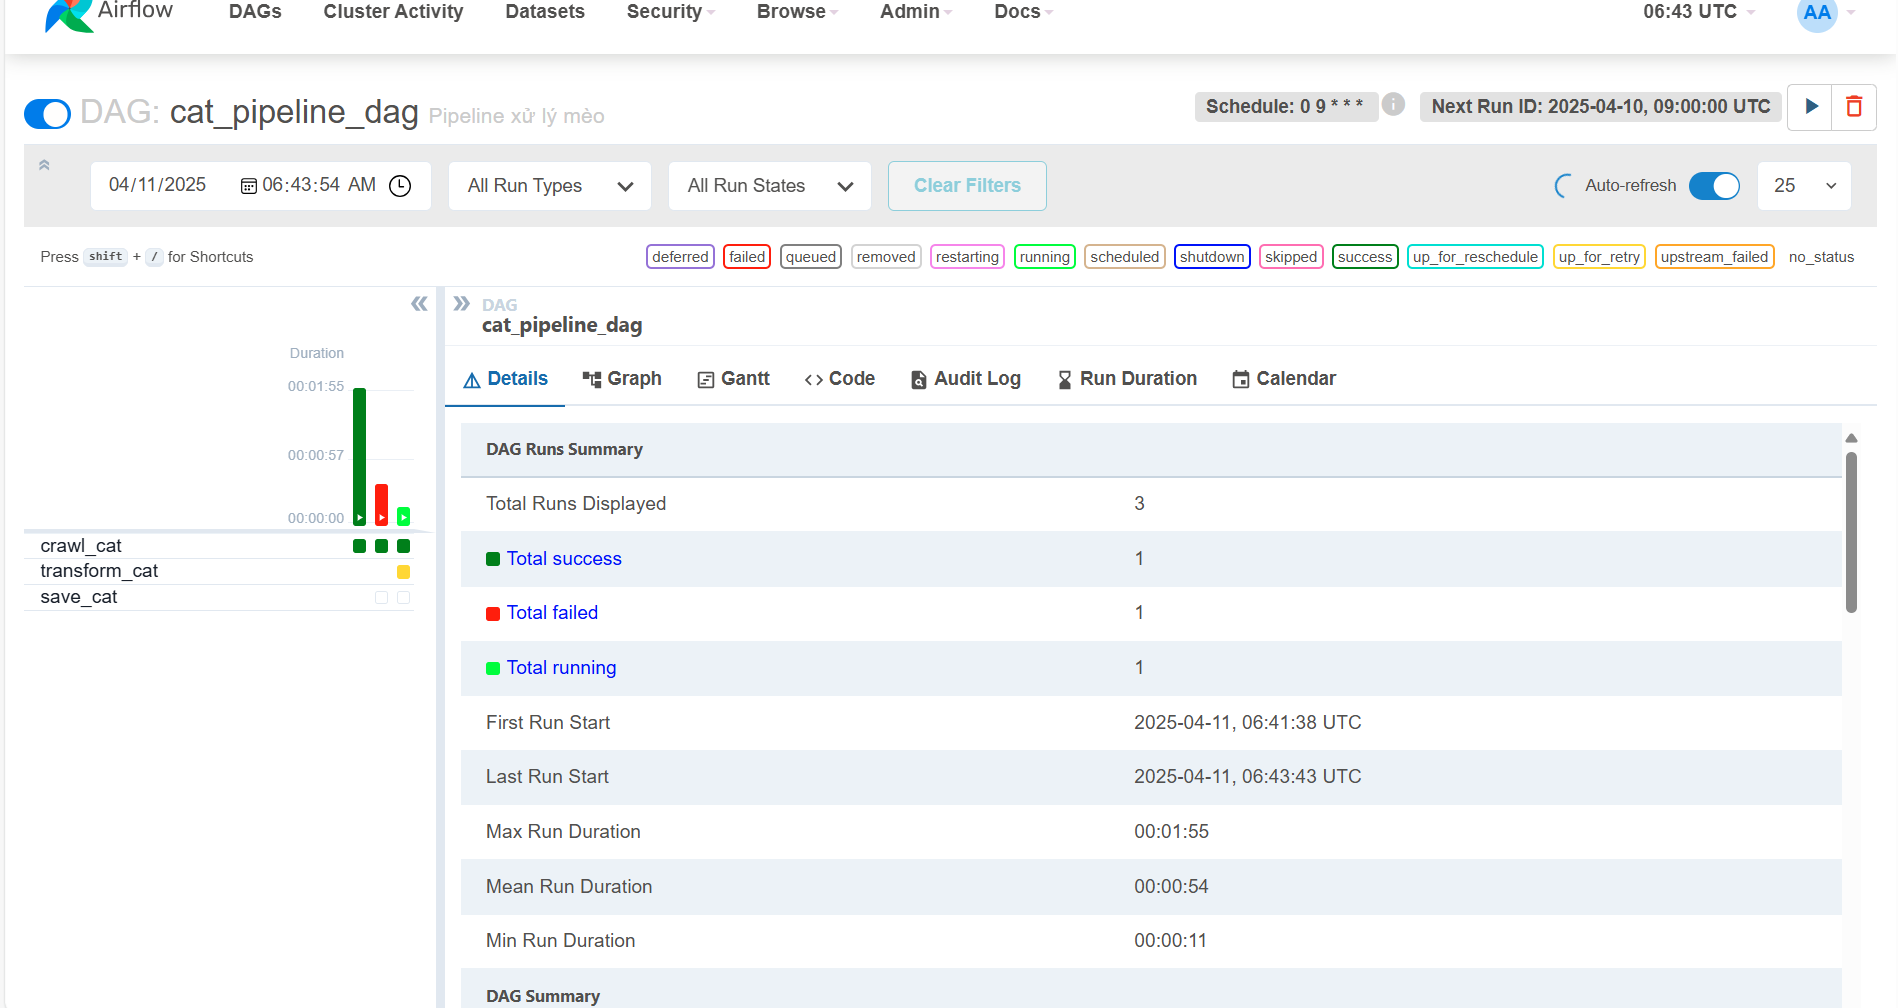 Airflow
DAGs Cluster Activity Datasets Security Browse Admin Docs 06:43 UTC AA
DAG: cat_pipeline_dag Pipeline xử lý mèo
Schedule: 0 9 * * * i Next Run ID: 2025-04-10, 09:00:00 UTC
04/11/2025 06:43:54 AM All Run Types All Run States Clear Filters Auto-refresh 25
Press shift + / for Shortcuts
deferred failed queued removed restarting running scheduled shutdown skipped success up_for_reschedule up_for_retry upstream_failed no_status
Duration
00:01:55
00:00:57
00:00:00
crawl_cat
transform_cat
save_cat
DAG
cat_pipeline_dag
Details Graph Gantt Code Audit Log Run Duration Calendar
DAG Runs Summary
Total Runs Displayed 3
Total success 1
Total failed 1
Total running 1
First Run Start 2025-04-11, 06:41:38 UTC
Last Run Start 2025-04-11, 06:43:43 UTC
Max Run Duration 00:01:55
Mean Run Duration 00:00:54
Min Run Duration 00:00:11
DAG Summary